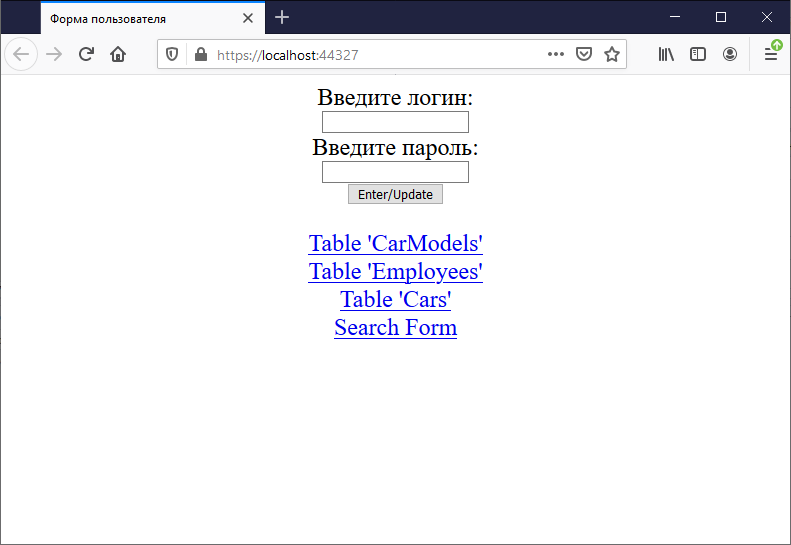 Форма пользователя
https://localhost:44327
Введите логин:
Введите пароль:
Enter/Update
Table 'CarModels'
Table 'Employees'
Table 'Cars'
Search Form